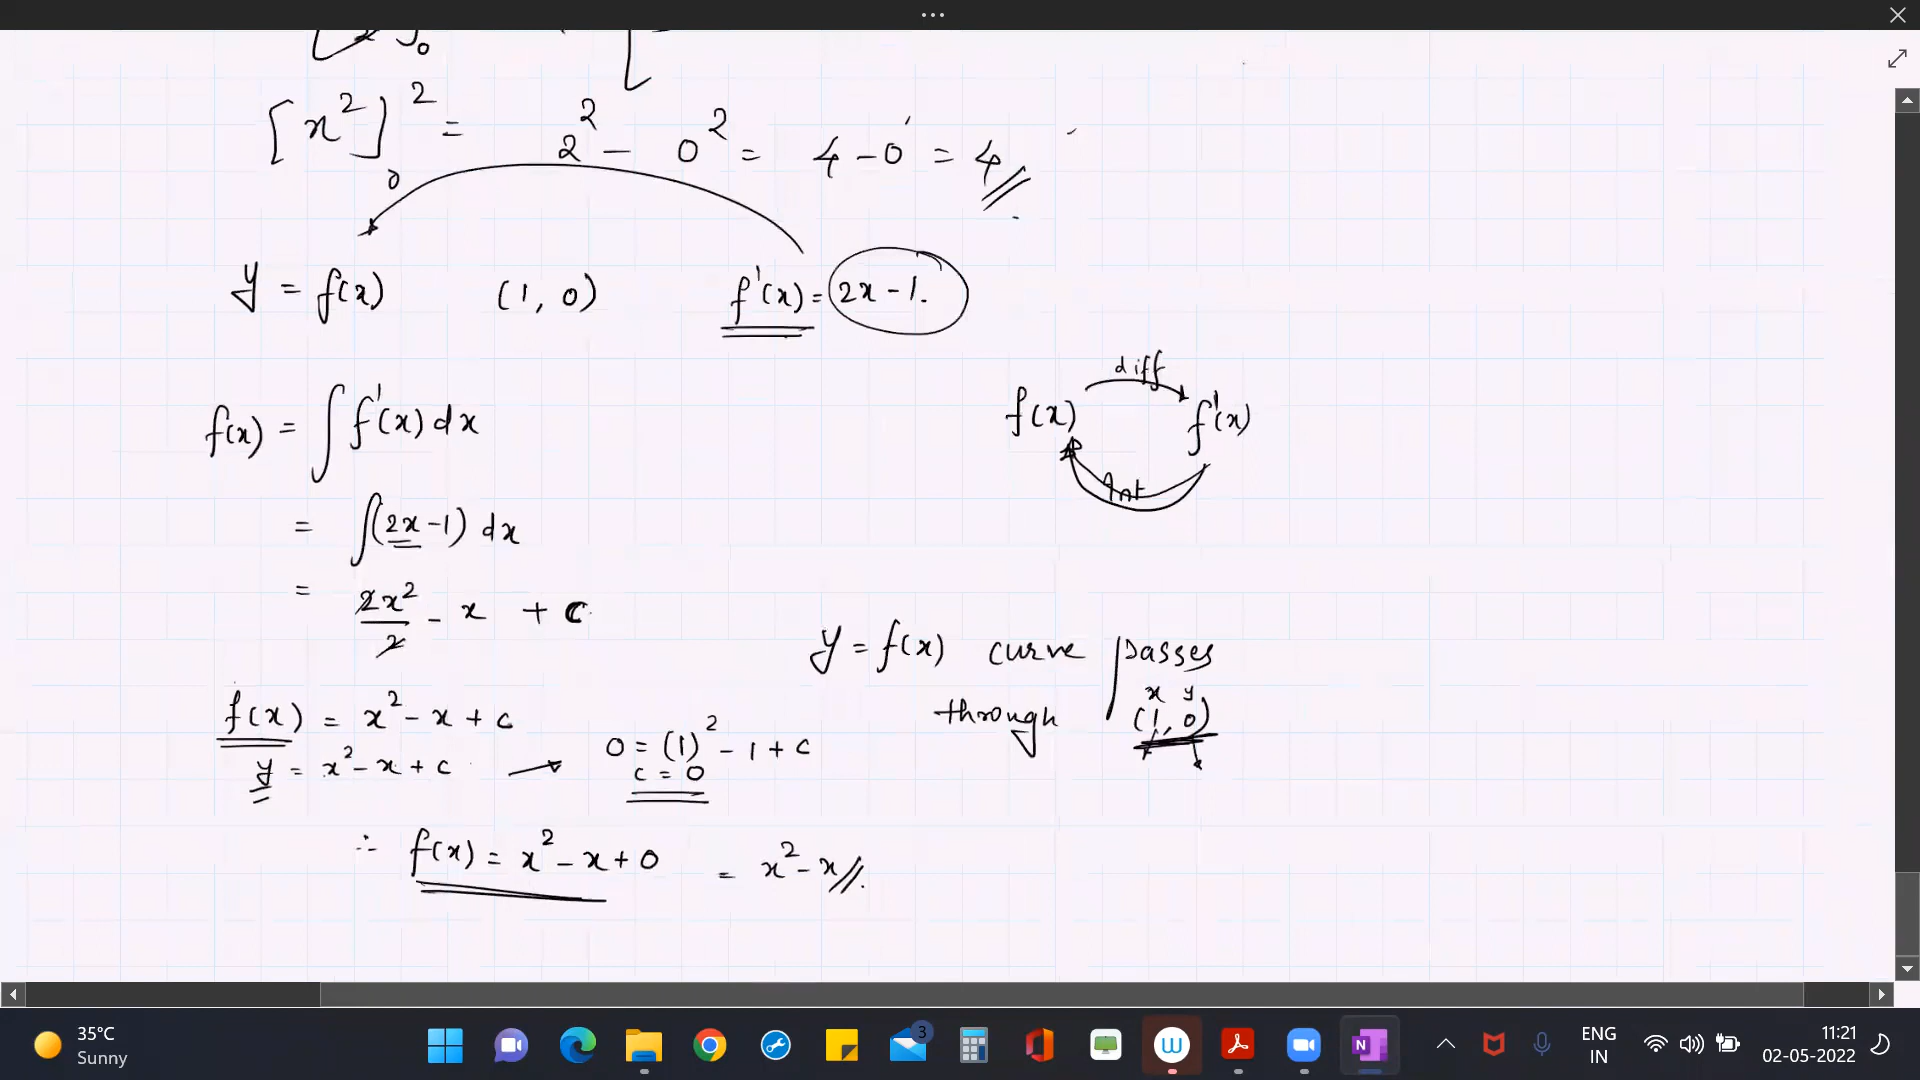 [x²]₀² = 2² - 0² = 4 - 0 = 4
y = f(x) (1, 0) f'(x) = 2x - 1.
diff
f(x) f'(x)
Int
f(x) = ∫ f'(x) dx
= ∫(2x - 1) dx
= 2x²/2 - x + c
y = f(x) curve passes
x y
through (1, 0)
f(x) = x² - x + c
0 = (1)² - 1 + c
y = x² - x + c
c = 0
∴ f(x) = x² - x + 0 = x² - x
35°C
Sunny
3
ENG
IN
11:21
02-05-2022